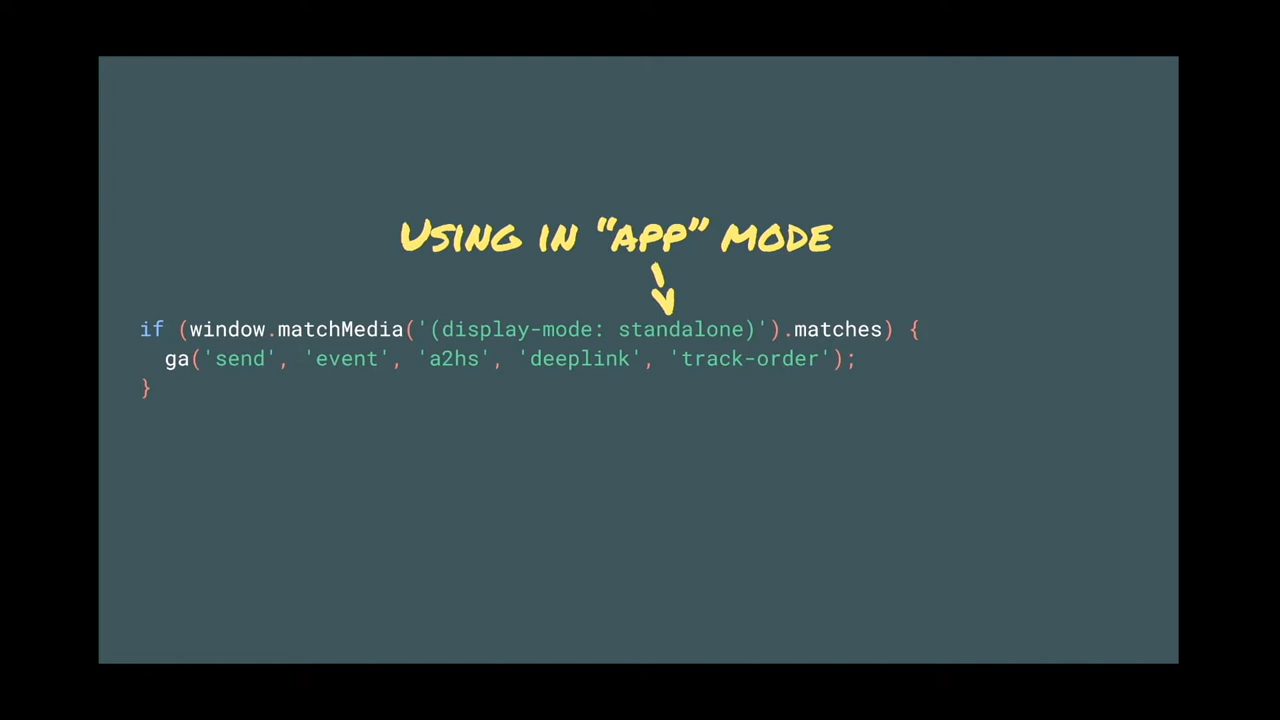 USING IN “APP” MODE
if (window.matchMedia('(display-mode: standalone)').matches) {
  ga('send', 'event', 'a2hs', 'deeplink', 'track-order');
}